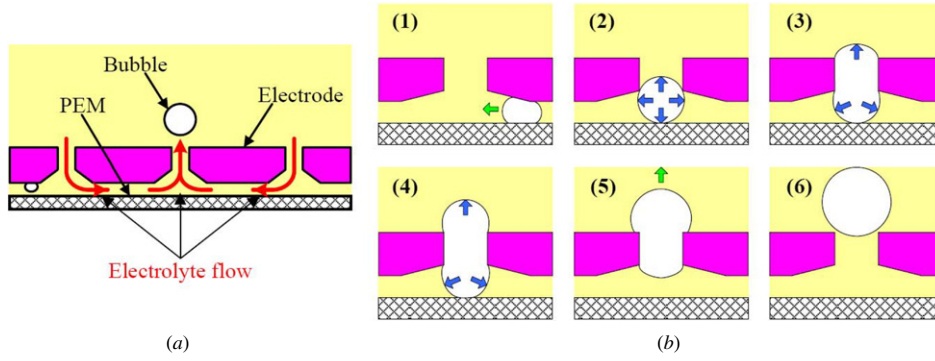 Bubble
PEM
Electrode
Electrolyte flow
(a)
(1)
(2)
(3)
(4)
(5)
(6)
(b)